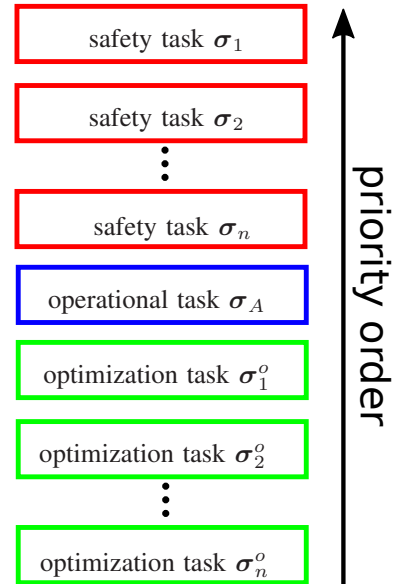 safety task σ₁
safety task σ₂
⋮
safety task σₙ
operational task σ_A
optimization task σ₁ᵒ
optimization task σ₂ᵒ
⋮
optimization task σₙᵒ
priority order